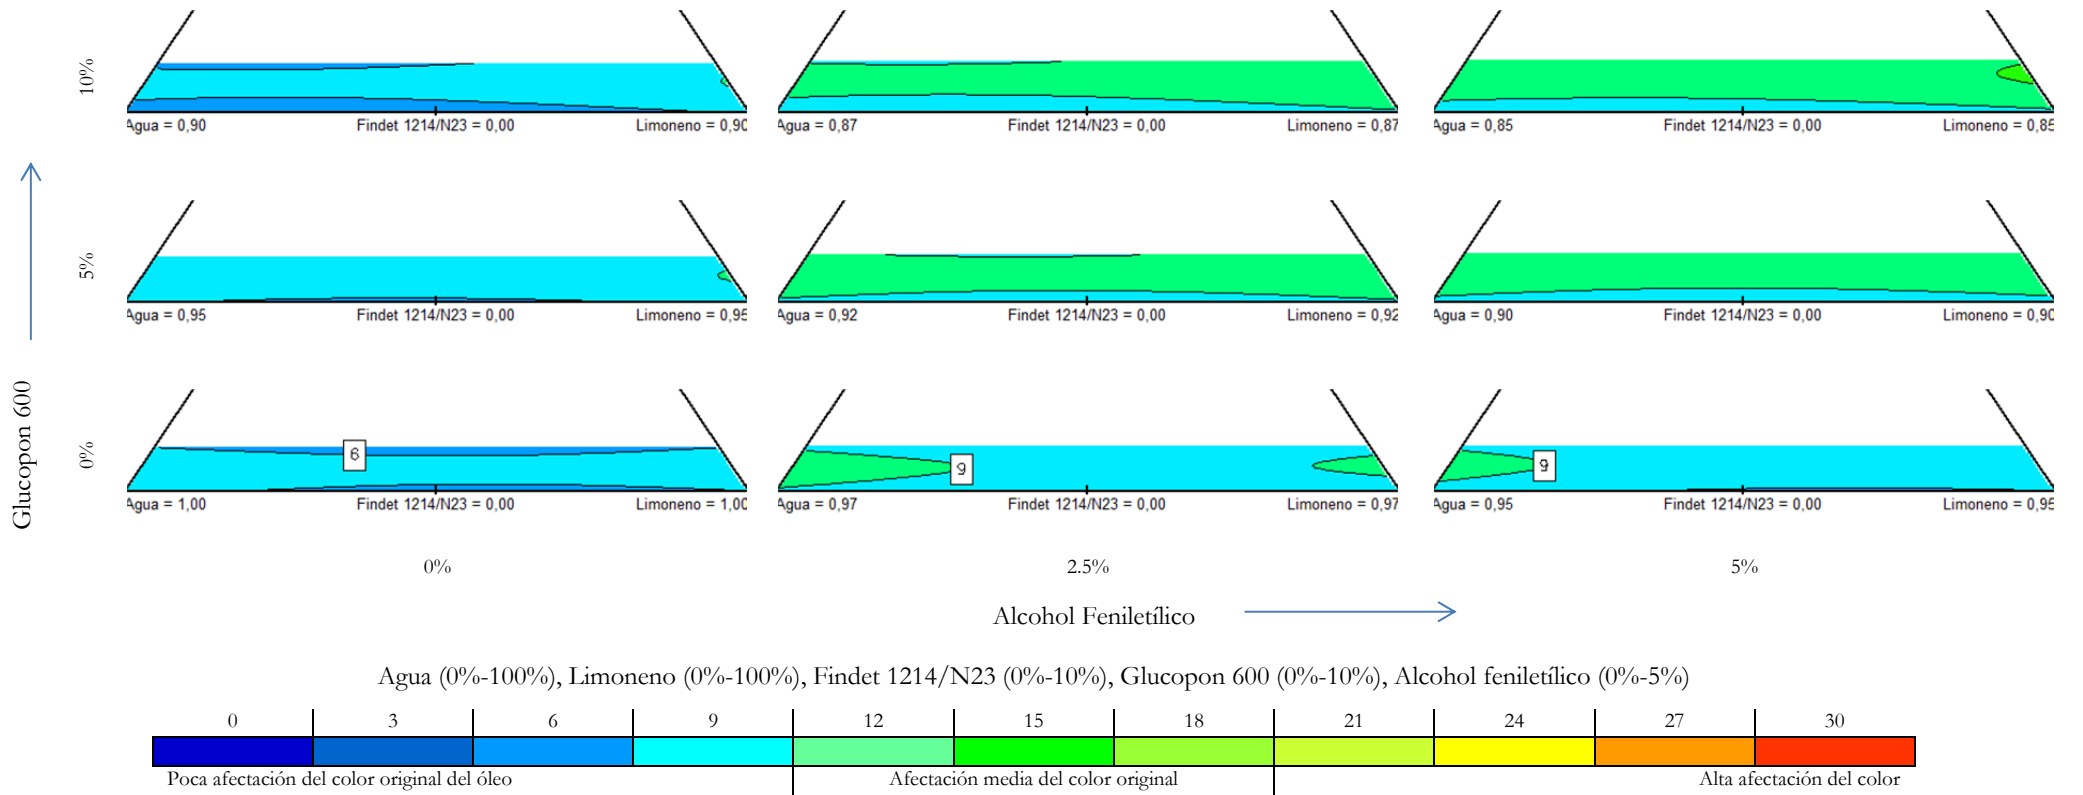 10%
Agua = 0,90 Findet 1214/N23 = 0,00 Limoneno = 0,90
Agua = 0,87 Findet 1214/N23 = 0,00 Limoneno = 0,87
Agua = 0,85 Findet 1214/N23 = 0,00 Limoneno = 0,85
5%
Agua = 0,95 Findet 1214/N23 = 0,00 Limoneno = 0,95
Agua = 0,92 Findet 1214/N23 = 0,00 Limoneno = 0,92
Agua = 0,90 Findet 1214/N23 = 0,00 Limoneno = 0,90
Glucopon 600
0%
6
9
9
Agua = 1,00 Findet 1214/N23 = 0,00 Limoneno = 1,00
Agua = 0,97 Findet 1214/N23 = 0,00 Limoneno = 0,97
Agua = 0,95 Findet 1214/N23 = 0,00 Limoneno = 0,95
0% 2.5% 5%
Alcohol Feniletílico
Agua (0%-100%), Limoneno (0%-100%), Findet 1214/N23 (0%-10%), Glucopon 600 (0%-10%), Alcohol feniletílico (0%-5%)
0 3 6 9 12 15 18 21 24 27 30
Poca afectación del color original del óleo Afectación media del color original Alta afectación del color